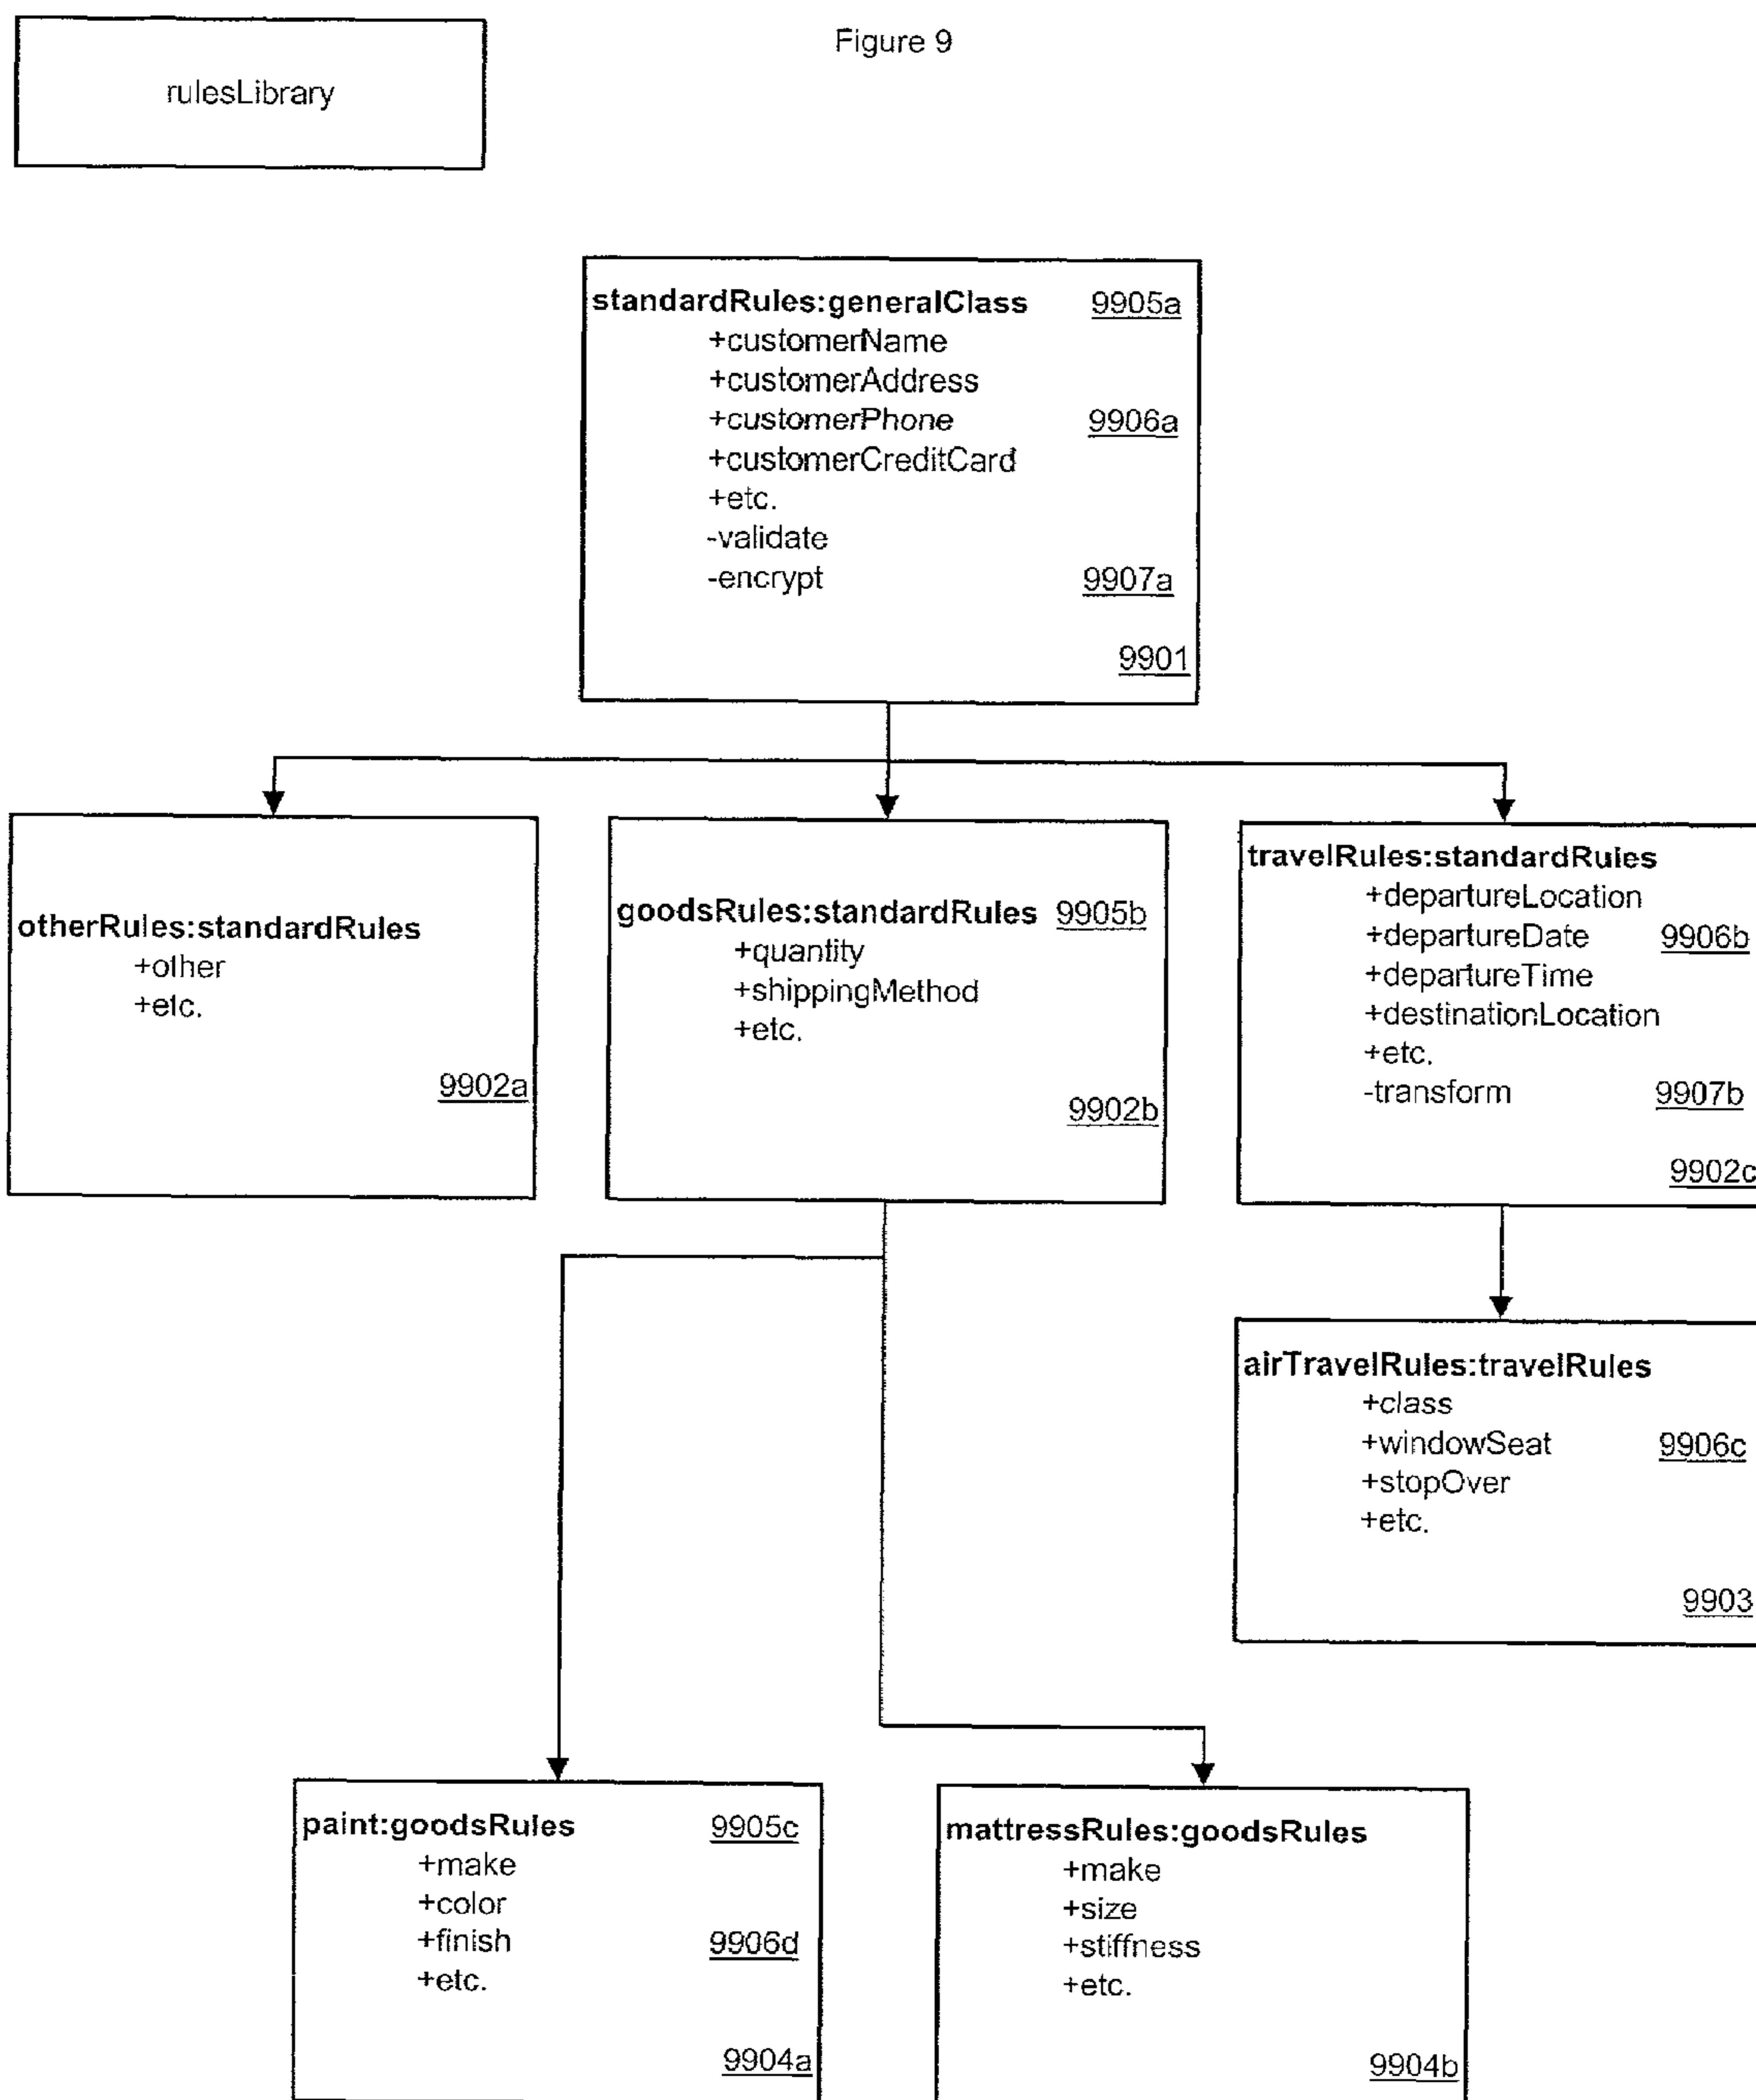 Figure 9
rulesLibrary
standardRules:generalClass 9905a
+customerName
+customerAddress
+customerPhone 9906a
+customerCreditCard
+etc.
-validate
-encrypt 9907a
9901
otherRules:standardRules
+other
+etc.
9902a
goodsRules:standardRules 9905b
+quantity
+shippingMethod
+etc.
9902b
travelRules:standardRules
+departureLocation
+departureDate 9906b
+departureTime
+destinationLocation
+etc.
-transform 9907b
9902c
airTravelRules:travelRules
+class
+windowSeat 9906c
+stopOver
+etc.
9903
paint:goodsRules 9905c
+make
+color
+finish 9906d
+etc.
9904a
mattressRules:goodsRules
+make
+size
+stiffness
+etc.
9904b